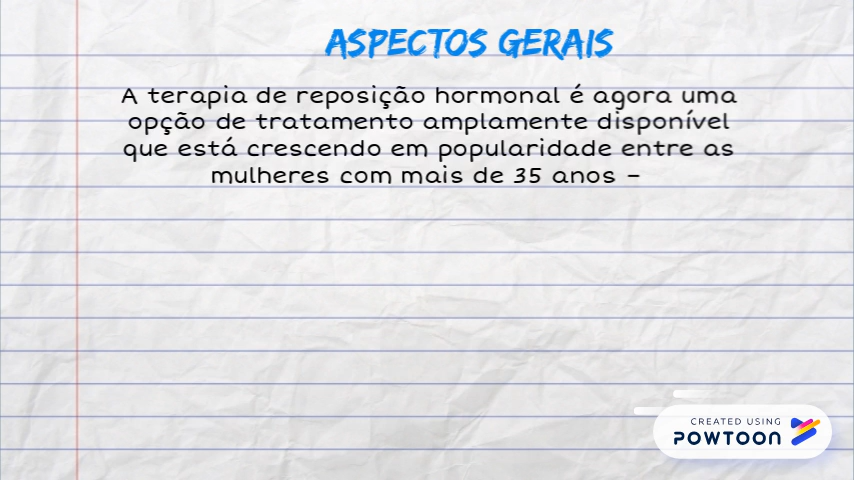 ASPECTOS GERAIS
A terapia de reposição hormonal é agora uma
opção de tratamento amplamente disponível
que está crescendo em popularidade entre as
mulheres com mais de 35 anos –
CREATED USING
POWTOON